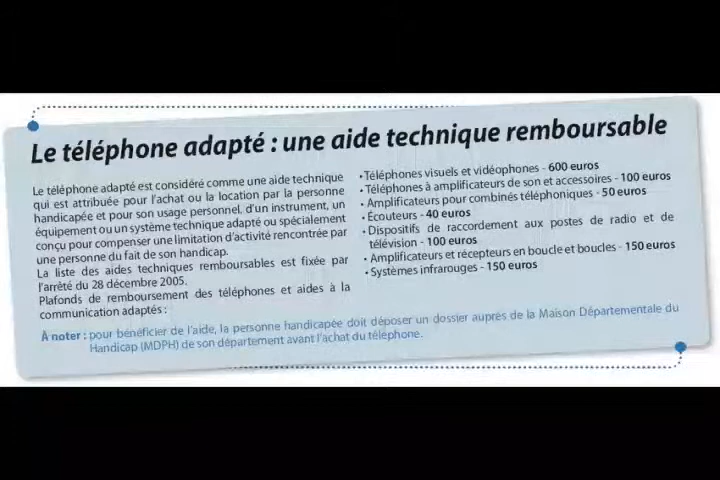 Le téléphone adapté : une aide technique remboursable
Le téléphone adapté est considéré comme une aide technique
qui est attribuée pour l'achat ou la location par la personne
handicapée et pour son usage personnel, d'un instrument, un
équipement ou un système technique adapté ou spécialement
conçu pour compenser une limitation d'activité rencontrée par
une personne du fait de son handicap.
La liste des aides techniques remboursables est fixée par
l'arrêté du 28 décembre 2005.
Plafonds de remboursement des téléphones et aides à la
communication adaptés :
• Téléphones visuels et vidéophones - 600 euros
• Téléphones à amplificateurs de son et accessoires - 100 euros
• Amplificateurs pour combinés téléphoniques - 50 euros
• Écouteurs - 40 euros
• Dispositifs de raccordement aux postes de radio et de
télévision - 100 euros
• Amplificateurs et récepteurs en boucle et boucles - 150 euros
• Systèmes infrarouges - 150 euros
À noter : pour bénéficier de l'aide, la personne handicapée doit déposer un dossier auprès de la Maison Départementale du
Handicap (MDPH) de son département avant l'achat du téléphone.